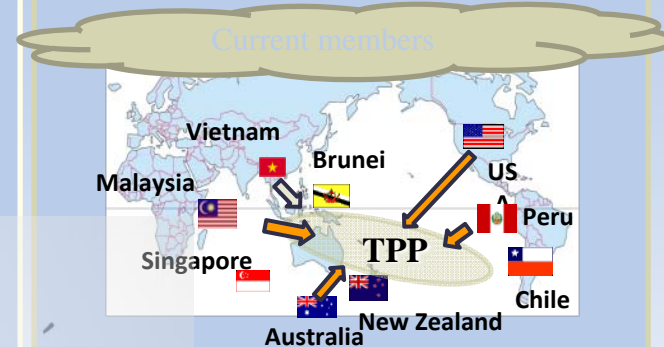 Current members
Vietnam
Brunei
Malaysia
US
A
Peru
Singapore
TPP
Chile
New Zealand
Australia